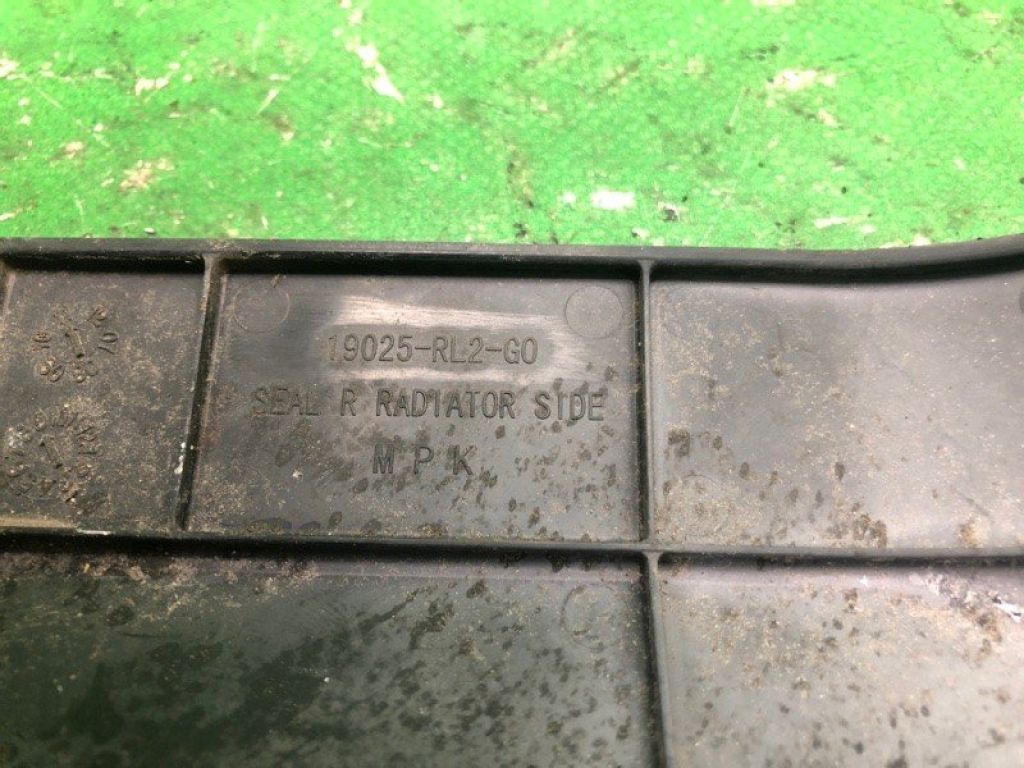 19025-RL2-G0
SEAL R RADIATOR SIDE
M P K